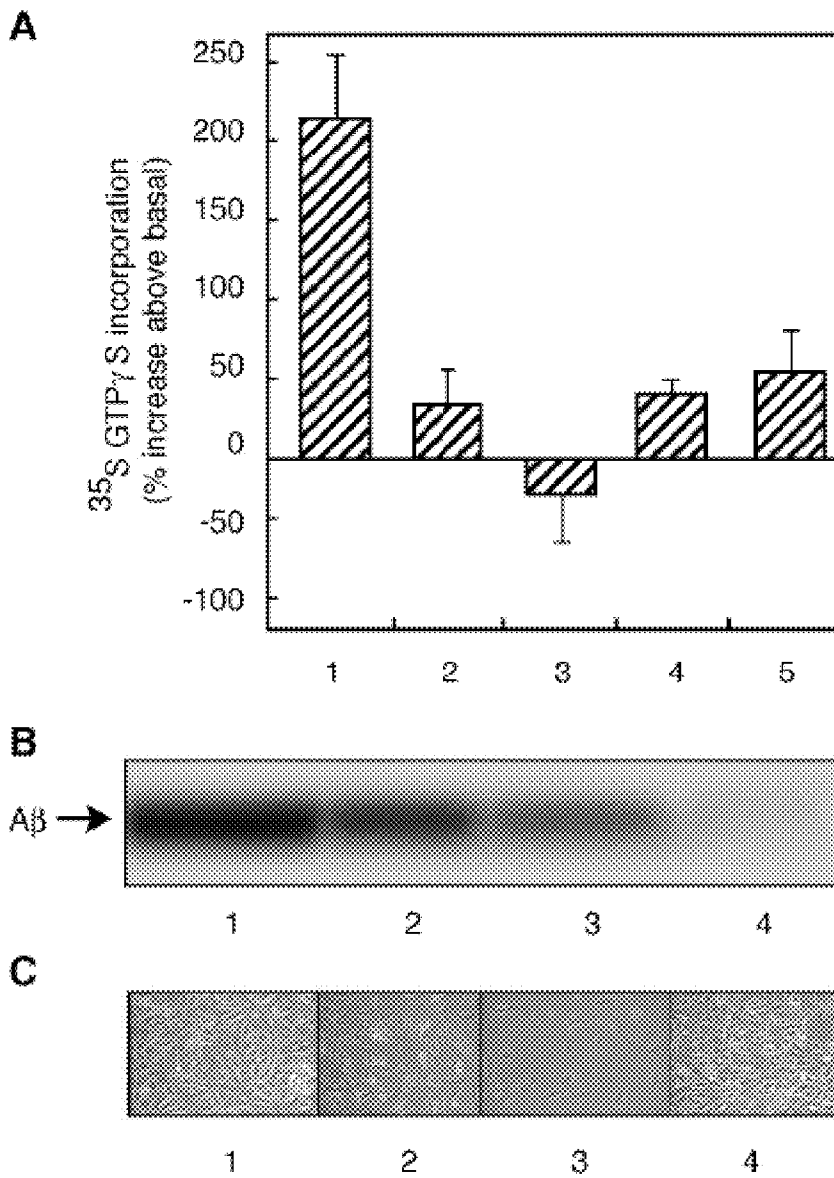 A
35S GTPγS incorporation
(% increase above basal)
250
200
150
100
50
0
-50
-100
1 2 3 4 5
B
Aβ
1 2 3 4
C
1 2 3 4